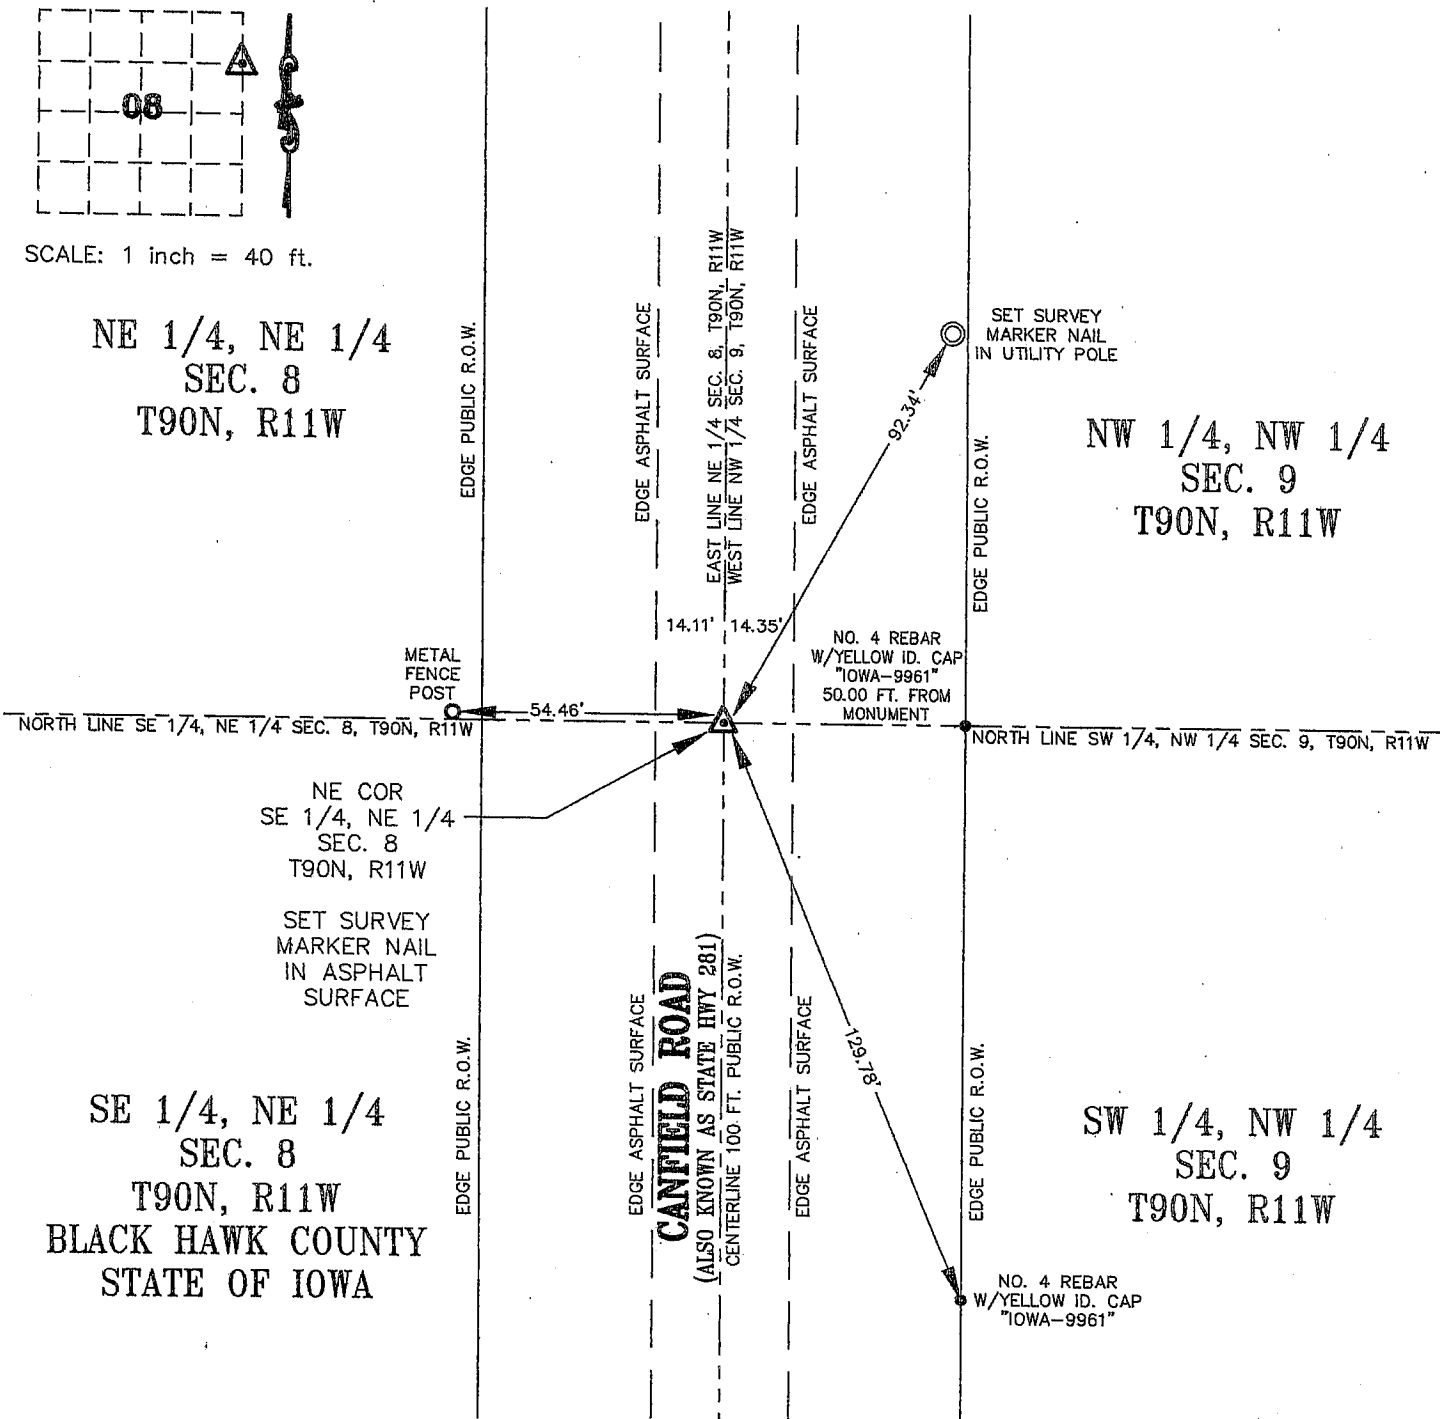 08
SCALE: 1 inch = 40 ft.
NE 1/4, NE 1/4
SEC. 8
T90N, R11W
EDGE PUBLIC R.O.W.
EDGE ASPHALT SURFACE
EAST LINE NE 1/4 SEC. 8, T90N, R11W
WEST LINE NW 1/4 SEC. 9, T90N, R11W
EDGE ASPHALT SURFACE
SET SURVEY
MARKER NAIL
IN UTILITY POLE
92.34'
EDGE PUBLIC R.O.W.
NW 1/4, NW 1/4
SEC. 9
T90N, R11W
14.11' 14.35'
NO. 4 REBAR
W/YELLOW ID. CAP
"IOWA-9961"
50.00 FT. FROM
MONUMENT
METAL
FENCE
POST
54.46'
NORTH LINE SE 1/4, NE 1/4 SEC. 8, T90N, R11W
NORTH LINE SW 1/4, NW 1/4 SEC. 9, T90N, R11W
NE COR
SE 1/4, NE 1/4
SEC. 8
T90N, R11W
SET SURVEY
MARKER NAIL
IN ASPHALT
SURFACE
EDGE PUBLIC R.O.W.
EDGE ASPHALT SURFACE
CANFIELD ROAD
(ALSO KNOWN AS STATE HWY 281)
CENTERLINE 100 FT. PUBLIC R.O.W.
EDGE ASPHALT SURFACE
129.78'
EDGE PUBLIC R.O.W.
SE 1/4, NE 1/4
SEC. 8
T90N, R11W
BLACK HAWK COUNTY
STATE OF IOWA
SW 1/4, NW 1/4
SEC. 9
T90N, R11W
NO. 4 REBAR
W/YELLOW ID. CAP
"IOWA-9961"